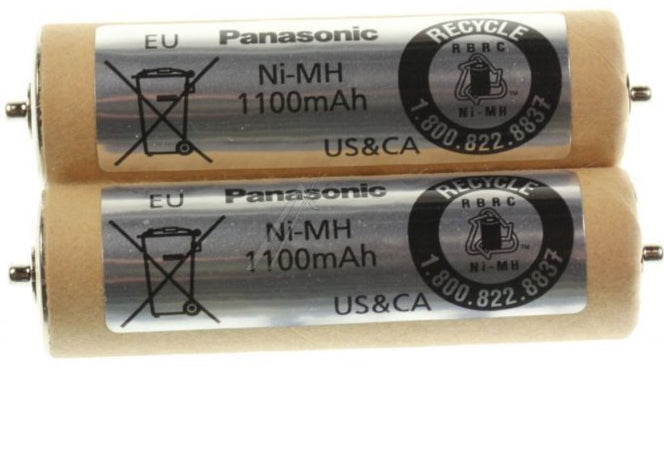 EU
Panasonic
Ni-MH
1100mAh
US&CA
RECYCLE
RBRC
Ni-MH
1.800.822.8837
EU
Panasonic
Ni-MH
1100mAh
US&CA
RECYCLE
RBRC
TM
Ni-MH
1.800.822.8837